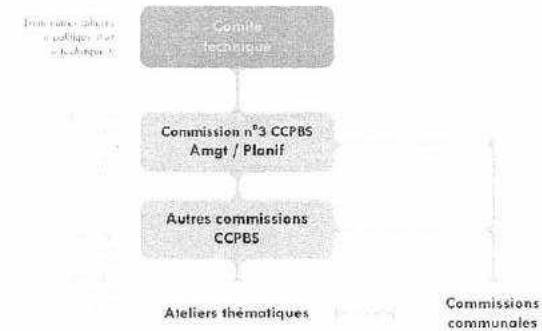 Comité
technique
Commission n°3 CCPBS
Amgt / Planif
Autres commissions
CCPBS
Ateliers thématiques
Commissions
communales